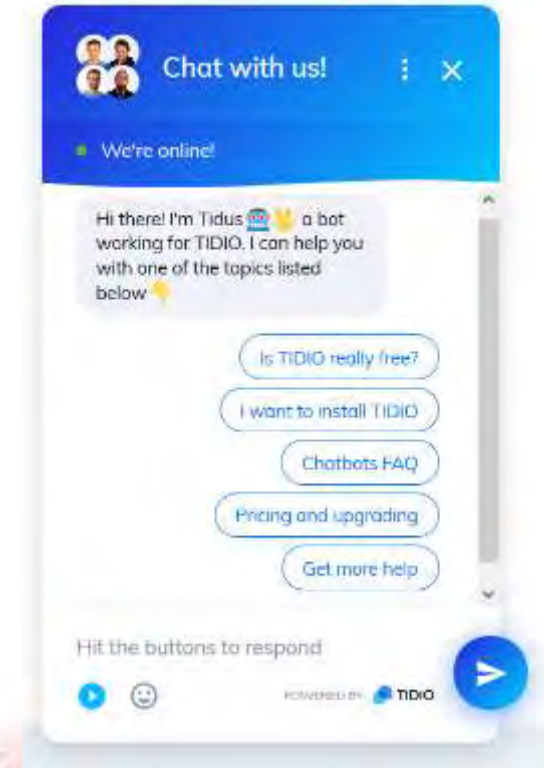 Chat with us!
We're online!
Hi there! I'm Tidus 🤖🖖 a bot
working for TIDIO. I can help you
with one of the topics listed
below 👇
Is TIDIO really free?
I want to install TIDIO
Chatbots FAQ
Pricing and upgrading
Get more help
Hit the buttons to respond
POWERED BY TIDIO